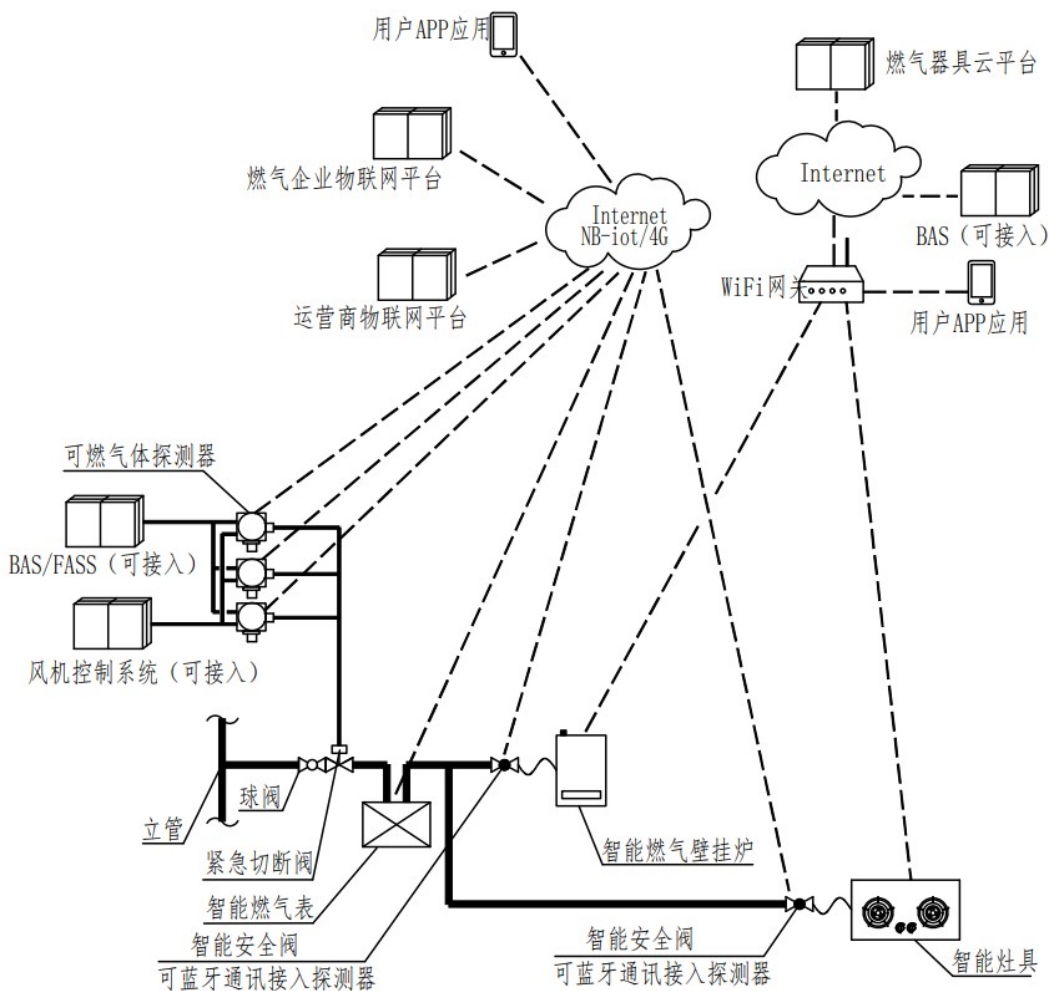 用户APP应用
燃气器具云平台
燃气企业物联网平台
Internet
Internet
NB-iot/4G
BAS（可接入）
运营商物联网平台
WiFi网关
用户APP应用
可燃气体探测器
BAS/FASS（可接入）
风机控制系统（可接入）
球阀
立管
紧急切断阀
智能燃气壁挂炉
智能燃气表
智能安全阀
可蓝牙通讯接入探测器
智能安全阀
可蓝牙通讯接入探测器
智能灶具